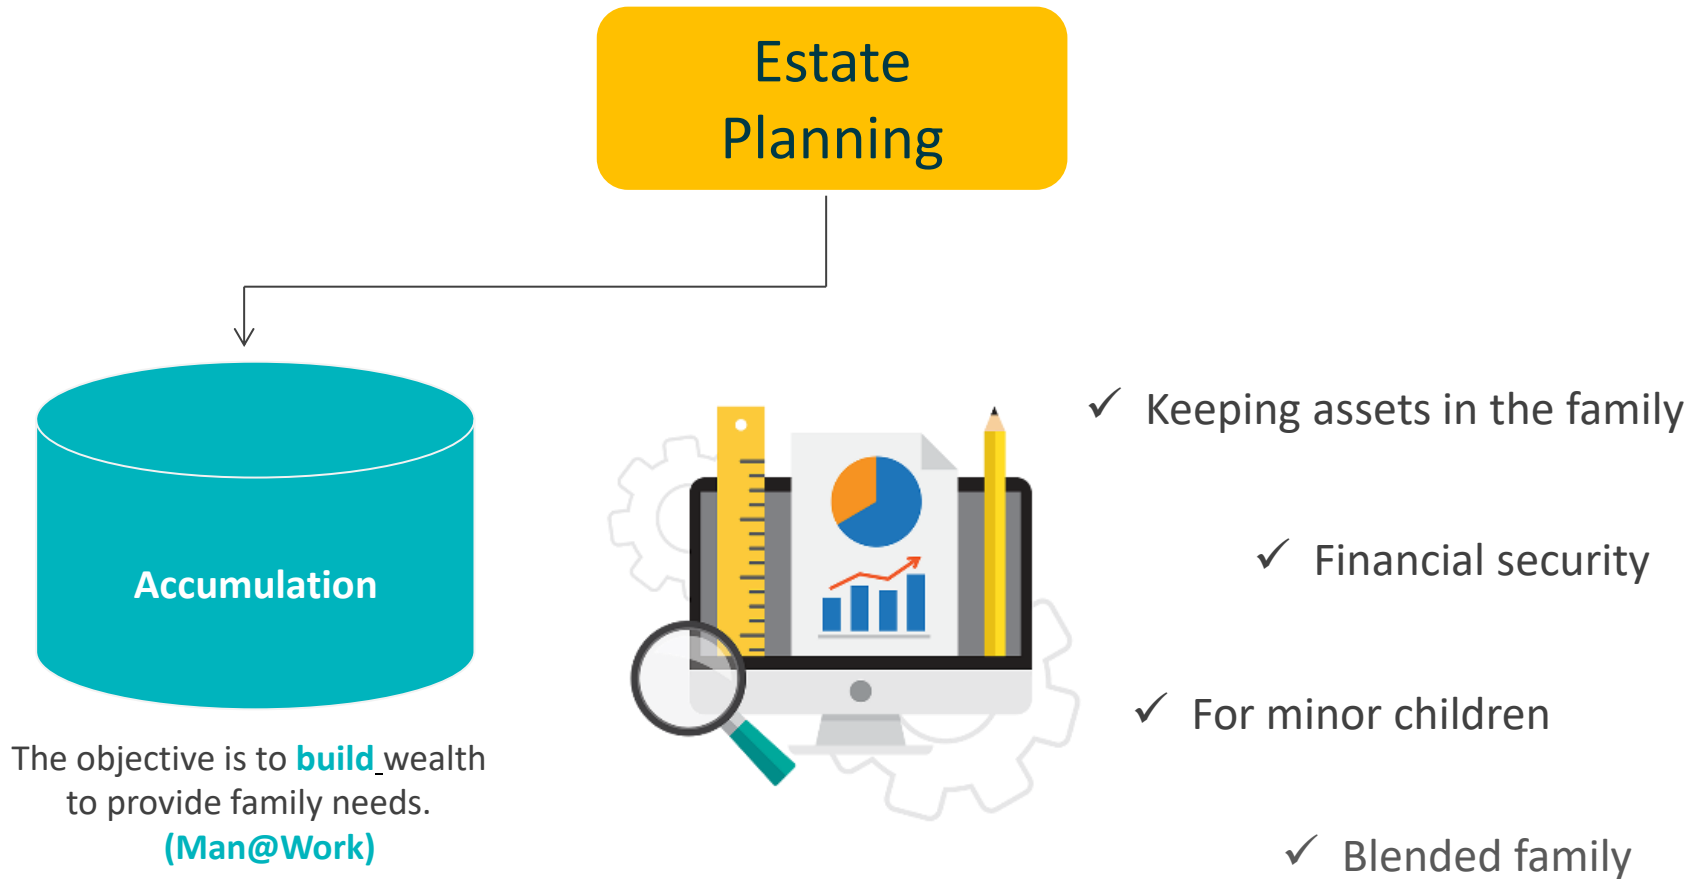 Estate
Planning
Accumulation
The objective is to build wealth
to provide family needs.
(Man@Work)
✓ Keeping assets in the family
✓ Financial security
✓ For minor children
✓ Blended family